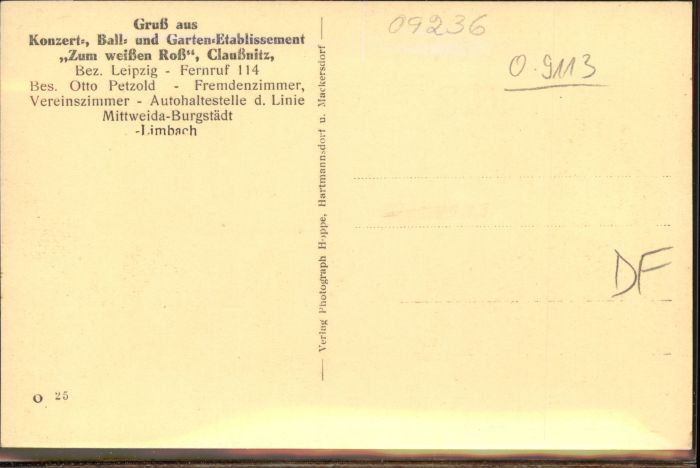 Gruß aus
Konzert-, Ball- und Garten-Etablissement
„Zum weißen Roß“, Claußnitz,
Bez. Leipzig - Fernruf 114
Bes. Otto Petzold - Fremdenzimmer,
Vereinszimmer - Autohaltestelle d. Linie
Mittweida-Burgstädt
-Limbach
O 25
Verlag Photograph Hoppe, Hartmannsdorf u. Mackersdorf
09236
O. 9113
DF